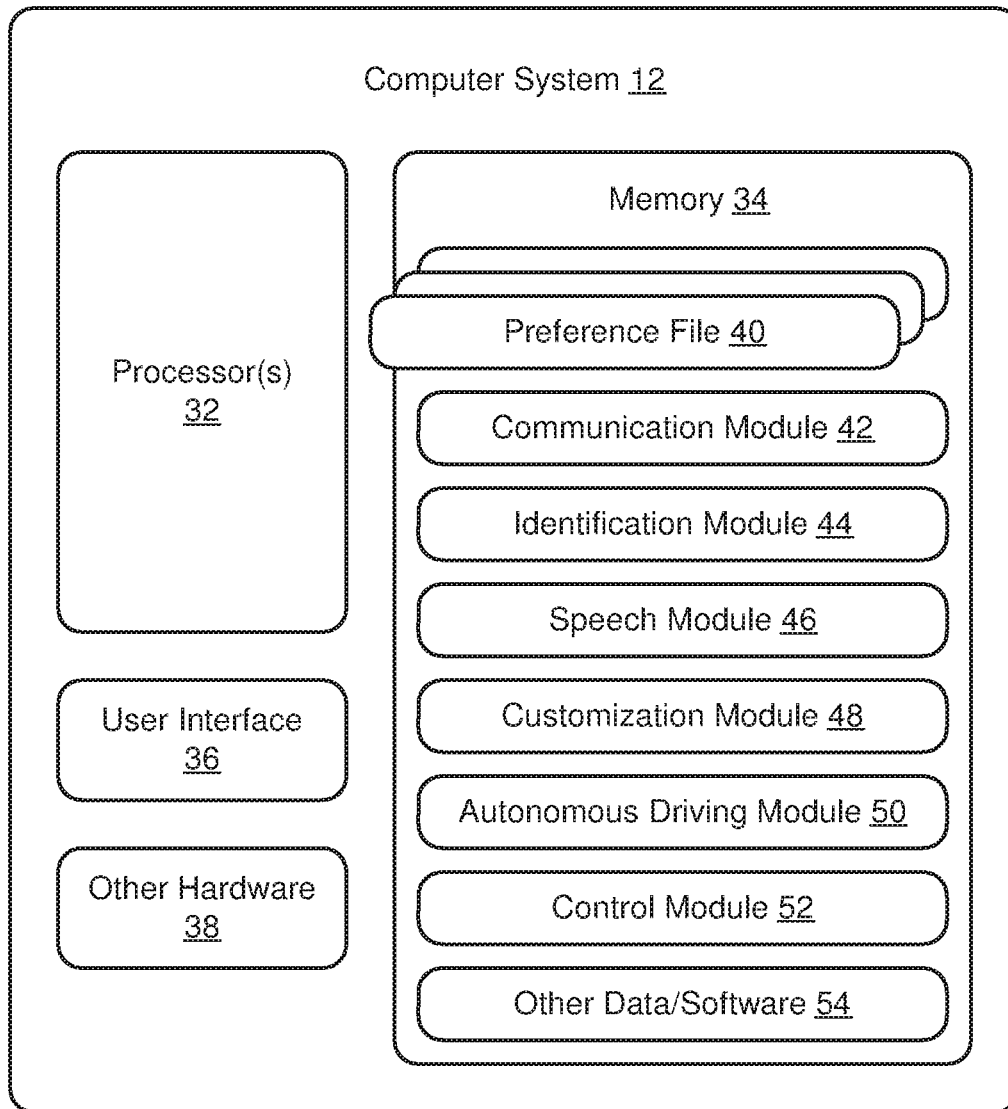 Computer System 12
Processor(s)
32
User Interface
36
Other Hardware
38
Memory 34
Preference File 40
Communication Module 42
Identification Module 44
Speech Module 46
Customization Module 48
Autonomous Driving Module 50
Control Module 52
Other Data/Software 54